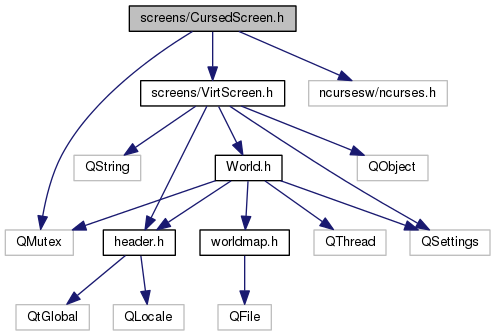 screens/CursedScreen.h
screens/VirtScreen.h
ncursesw/ncurses.h
QString
World.h
QObject
QMutex
header.h
worldmap.h
QThread
QSettings
QtGlobal
QLocale
QFile